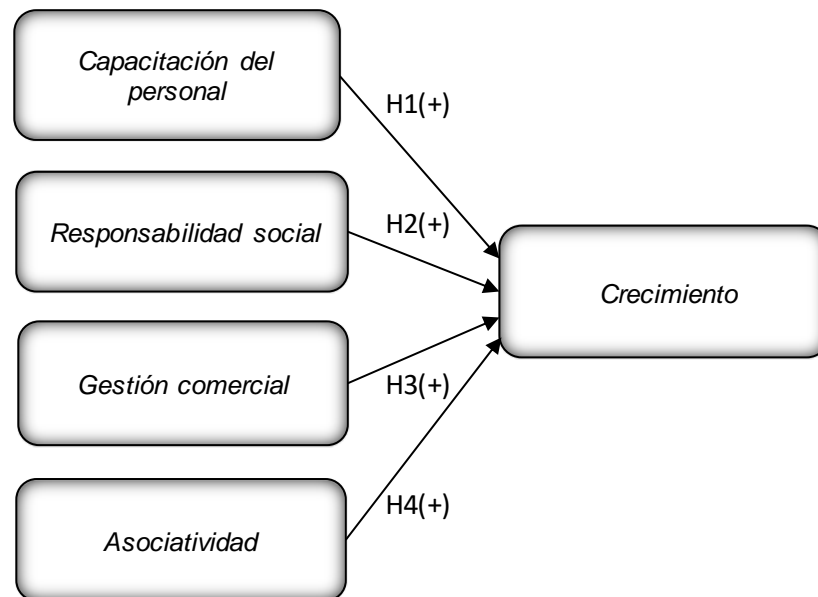 Capacitación del
personal
H1(+)
Responsabilidad social
H2(+)
Crecimiento
Gestión comercial
H3(+)
H4(+)
Asociatividad